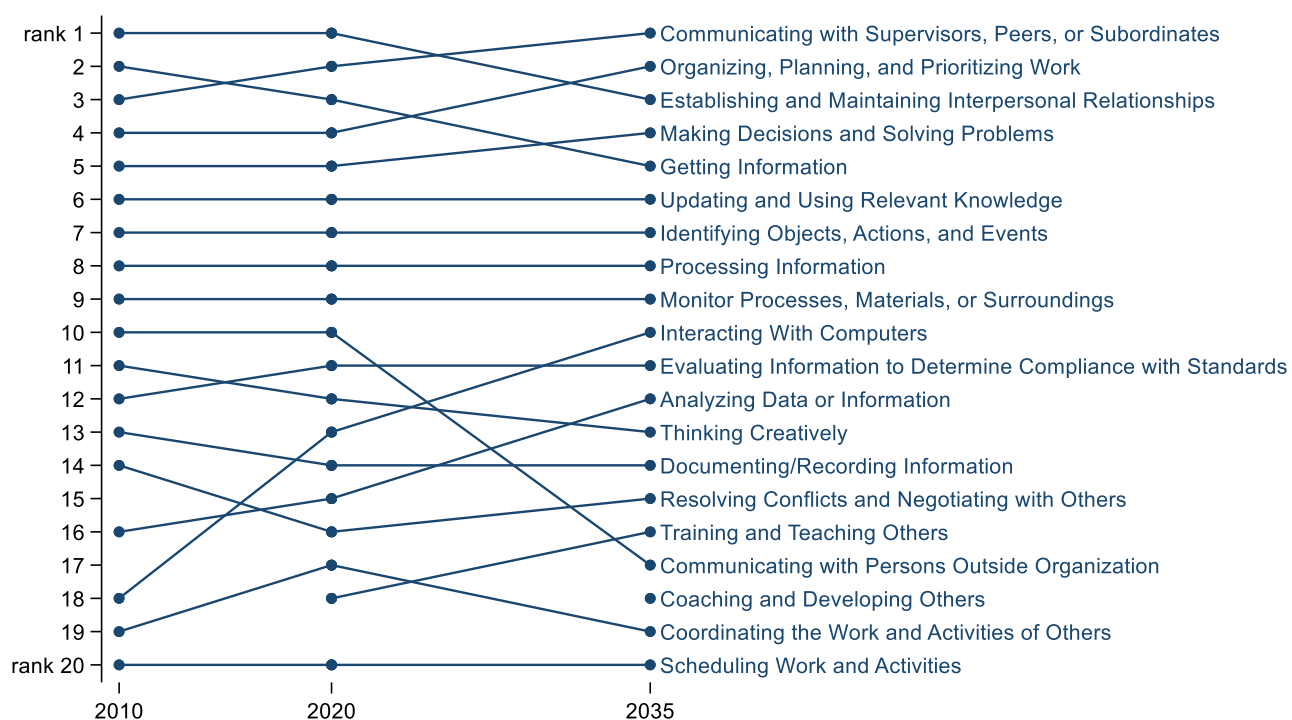 rank 1 Communicating with Supervisors, Peers, or Subordinates
2 Organizing, Planning, and Prioritizing Work
3 Establishing and Maintaining Interpersonal Relationships
4 Making Decisions and Solving Problems
5 Getting Information
6 Updating and Using Relevant Knowledge
7 Identifying Objects, Actions, and Events
8 Processing Information
9 Monitor Processes, Materials, or Surroundings
10 Interacting With Computers
11 Evaluating Information to Determine Compliance with Standards
12 Analyzing Data or Information
13 Thinking Creatively
14 Documenting/Recording Information
15 Resolving Conflicts and Negotiating with Others
16 Training and Teaching Others
17 Communicating with Persons Outside Organization
18 Coaching and Developing Others
19 Coordinating the Work and Activities of Others
rank 20 Scheduling Work and Activities
2010 2020 2035